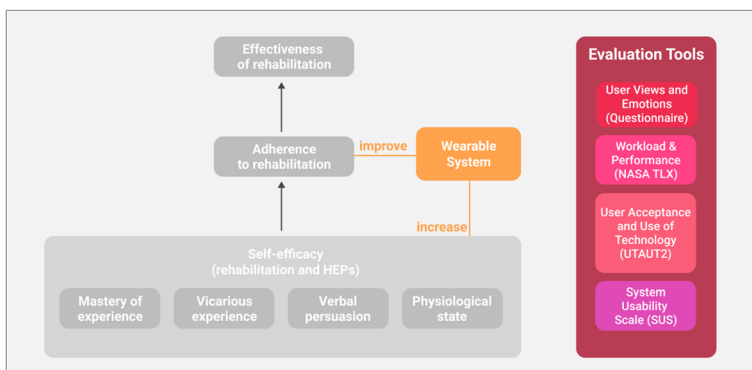 Effectiveness
of rehabilitation
Adherence
to rehabilitation
improve
Wearable
System
increase
Self-efficacy
(rehabilitation and HEPs)
Mastery of
experience
Vicarious
experience
Verbal
persuasion
Physiological
state
Evaluation Tools
User Views and
Emotions
(Questionnaire)
Workload &
Performance
(NASA TLX)
User Acceptance
and Use of
Technology
(UTAUT2)
System
Usability
Scale (SUS)